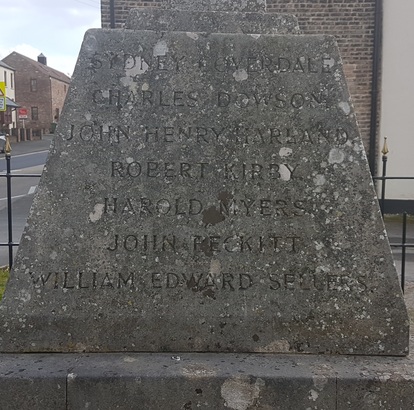 SYDNEY COVERDALE
CHARLES DOWSON
JOHN HENRY HARLAND
ROBERT KIRBY
HAROLD MYERS
JOHN PECKITT
WILLIAM EDWARD SELLERS